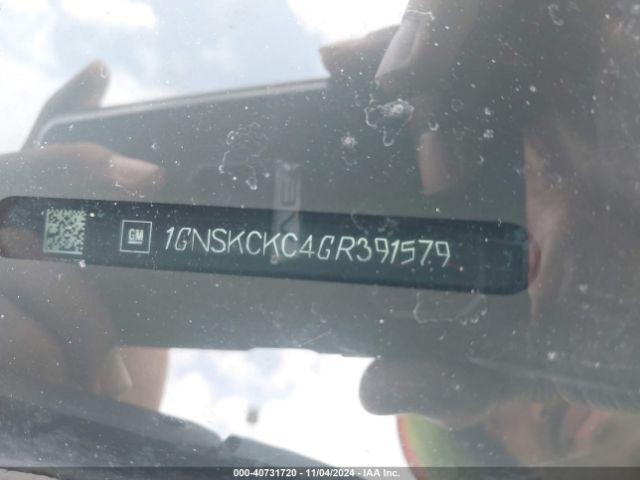 GM 1GNSKCKC4GR391579
000-40731720 - 11/04/2024 - IAA Inc.